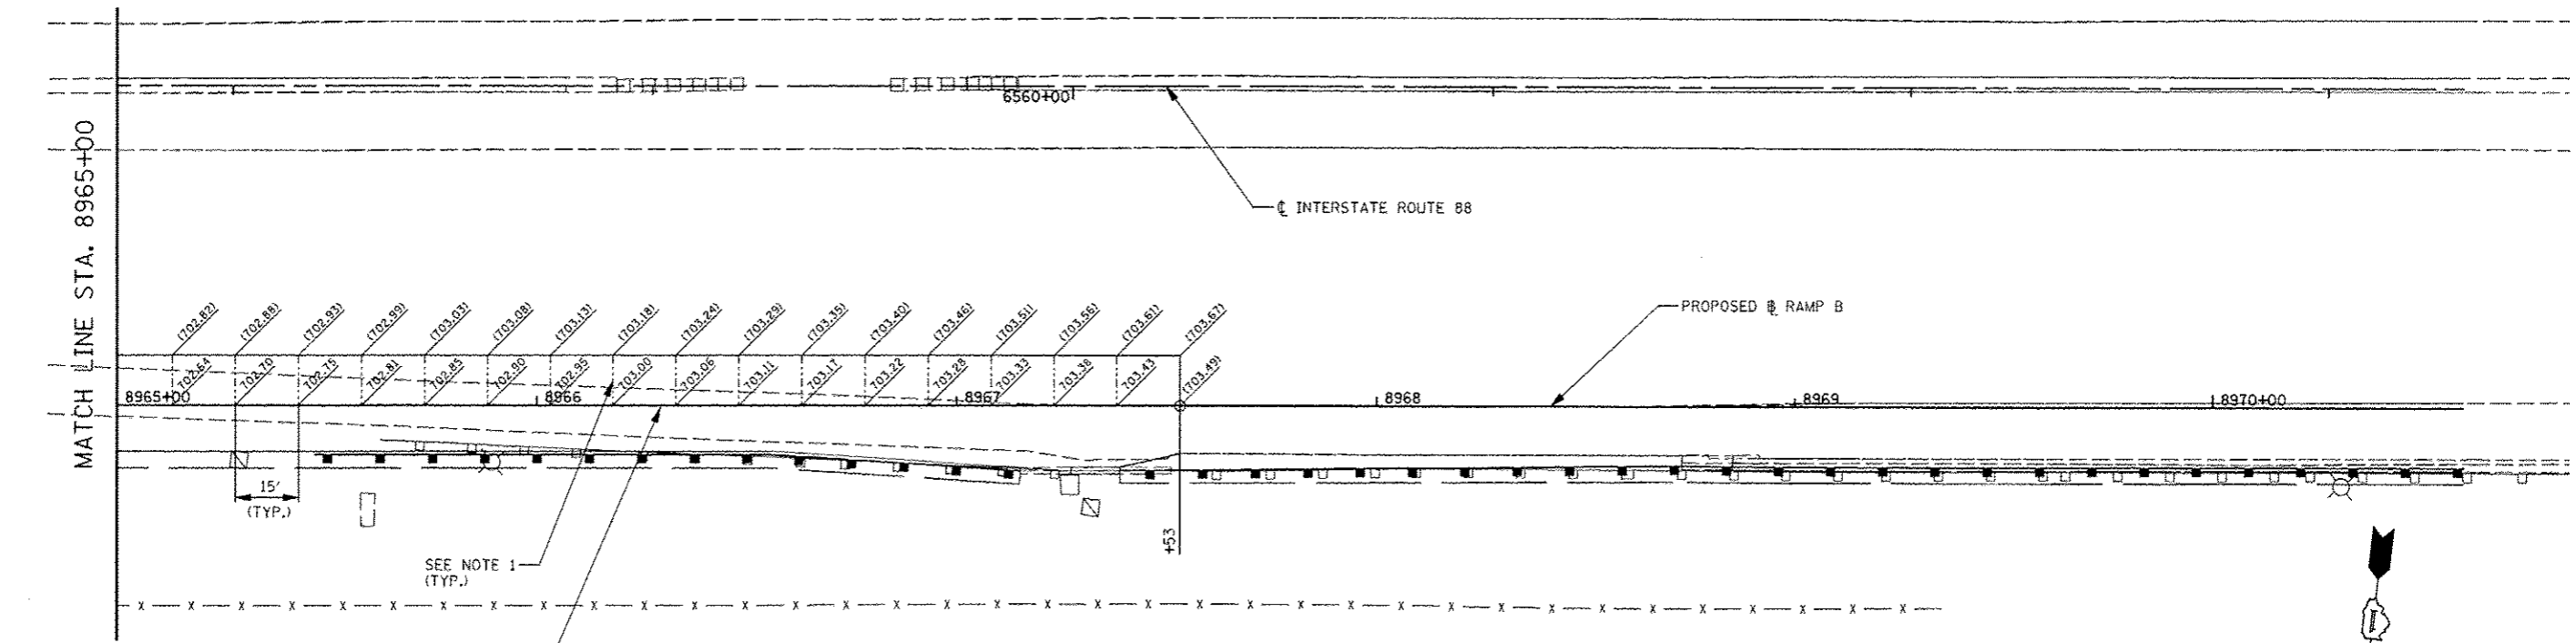 MATCH LINE STA. 8965+00
6560+00
℄ INTERSTATE ROUTE 88
PROPOSED ␢ RAMP B
(702.82) (702.88) (702.93) (702.99) (703.03) (703.08) (703.13) (703.18) (703.24) (703.29) (703.35) (703.40) (703.46) (703.51) (703.56) (703.61) (703.67)
702.64 702.70 702.75 702.81 702.85 702.90 702.95 703.00 703.06 703.11 703.17 703.22 703.28 703.33 703.38 703.43 (703.49)
8965+00 8966 8967 8968 8969 8970+00
15'
(TYP.)
+53
SEE NOTE 1
(TYP.)
X X X X X X X X X X X X X X X X X X X X X X X X X X X X X X X X X X X X